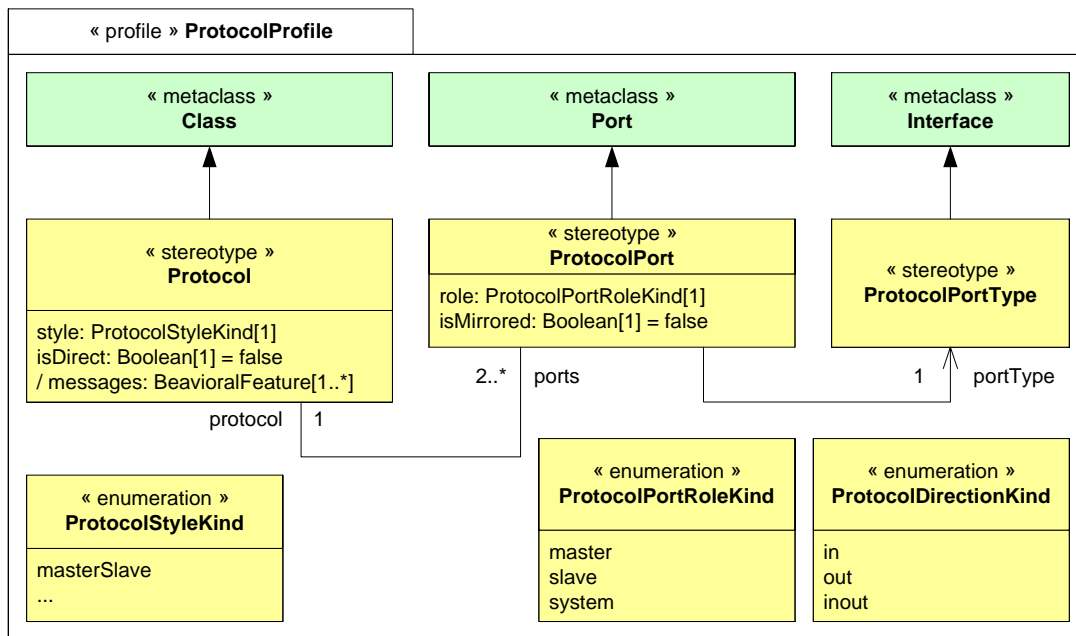 « profile » ProtocolProfile
« metaclass »
Class
« metaclass »
Port
« metaclass »
Interface
« stereotype »
Protocol
style: ProtocolStyleKind[1]
isDirect: Boolean[1] = false
/ messages: BeavioralFeature[1..*]
« stereotype »
ProtocolPort
role: ProtocolPortRoleKind[1]
isMirrored: Boolean[1] = false
« stereotype »
ProtocolPortType
2..* ports
1 portType
protocol 1
« enumeration »
ProtocolStyleKind
masterSlave
...
« enumeration »
ProtocolPortRoleKind
master
slave
system
« enumeration »
ProtocolDirectionKind
in
out
inout